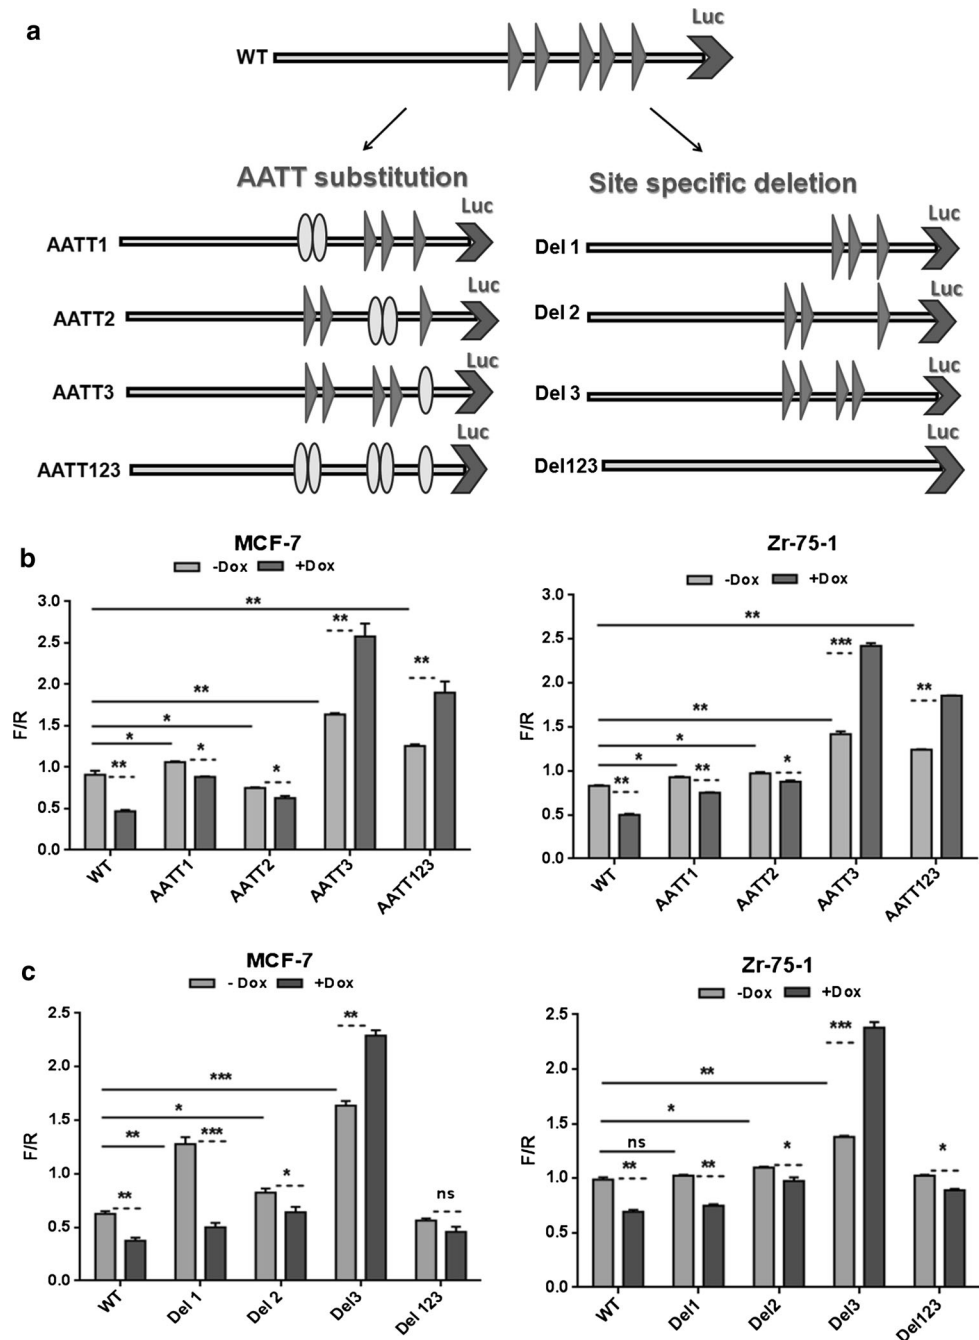 a
Luc
WT
AATT substitution
Site specific deletion
Luc
AATT1
Luc
AATT2
Luc
AATT3
Luc
AATT123
Luc
Del 1
Luc
Del 2
Luc
Del 3
Luc
Del123
b
MCF-7
-Dox +Dox
F/R
3.0
2.5
2.0
1.5
1.0
0.5
0.0
**
**
*
*
**
*
*
**
**
WT AATT1 AATT2 AATT3 AATT123
Zr-75-1
-Dox +Dox
F/R
3.0
2.5
2.0
1.5
1.0
0.5
0.0
**
**
*
*
**
**
*
***
**
WT AATT1 AATT2 AATT3 AATT123
c
MCF-7
- Dox +Dox
F/R
2.5
2.0
1.5
1.0
0.5
0.0
***
*
**
**
***
*
**
ns
WT Del 1 Del 2 Del3 Del 123
Zr-75-1
-Dox +Dox
F/R
2.5
2.0
1.5
1.0
0.5
0.0
**
*
ns
**
**
*
***
*
WT Del1 Del2 Del3 Del123